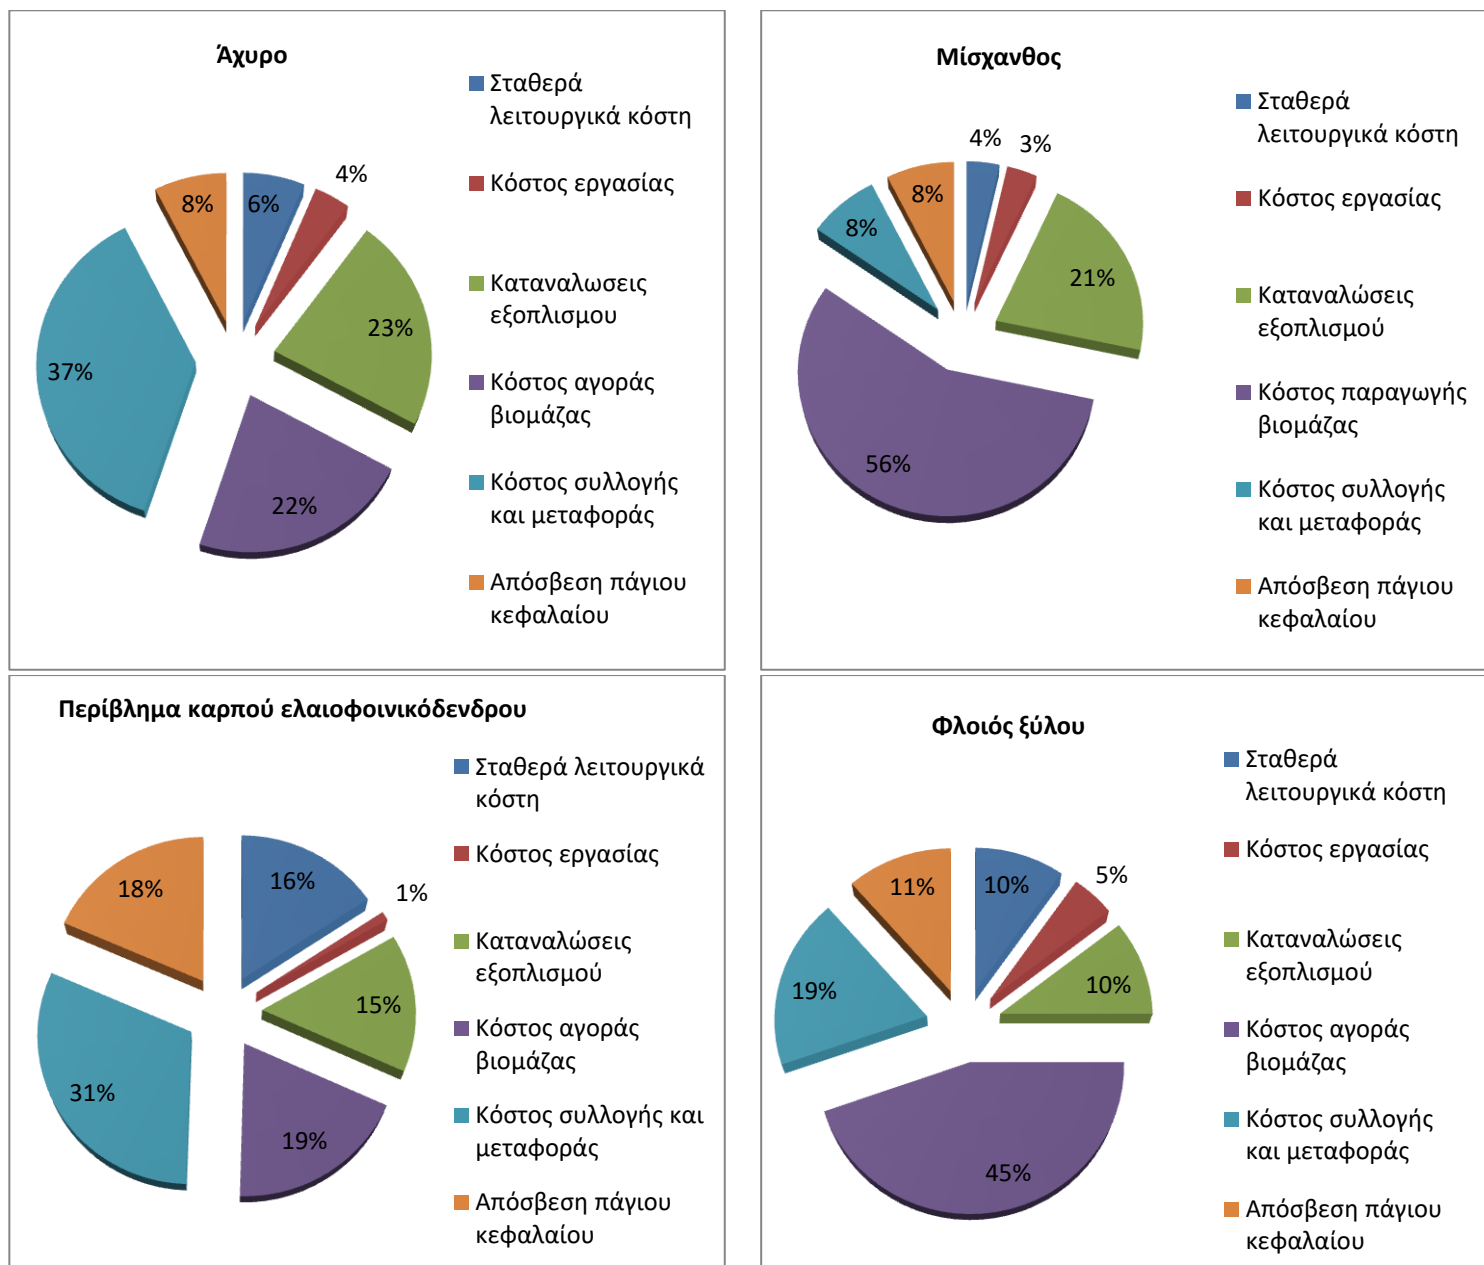 Άχυρο
Σταθερά
λειτουργικά κόστη
Κόστος εργασίας
Καταναλωσεις
εξοπλισμου
Κόστος αγοράς
βιομάζας
Κόστος συλλογής
και μεταφοράς
Απόσβεση πάγιου
κεφαλαίου
6%
4%
23%
22%
37%
8%
Μίσχανθος
Σταθερά
λειτουργικά κόστη
Κόστος εργασίας
Καταναλώσεις
εξοπλισμού
Κόστος παραγωγής
βιομάζας
Κόστος συλλογής
και μεταφοράς
Απόσβεση πάγιου
κεφαλαίου
4%
3%
21%
56%
8%
8%
Περίβλημα καρπού ελαιοφοινικόδενδρου
Σταθερά λειτουργικά
κόστη
Κόστος εργασίας
Καταναλώσεις
εξοπλισμού
Κόστος αγοράς
βιομάζας
Κόστος συλλογής και
μεταφοράς
Απόσβεση πάγιου
κεφαλαίου
16%
1%
15%
19%
31%
18%
Φλοιός ξύλου
Σταθερά
λειτουργικά κόστη
Κόστος εργασίας
Καταναλώσεις
εξοπλισμού
Κόστος αγοράς
βιομάζας
Κόστος συλλογής
και μεταφοράς
Απόσβεση πάγιου
κεφαλαίου
10%
5%
10%
45%
19%
11%